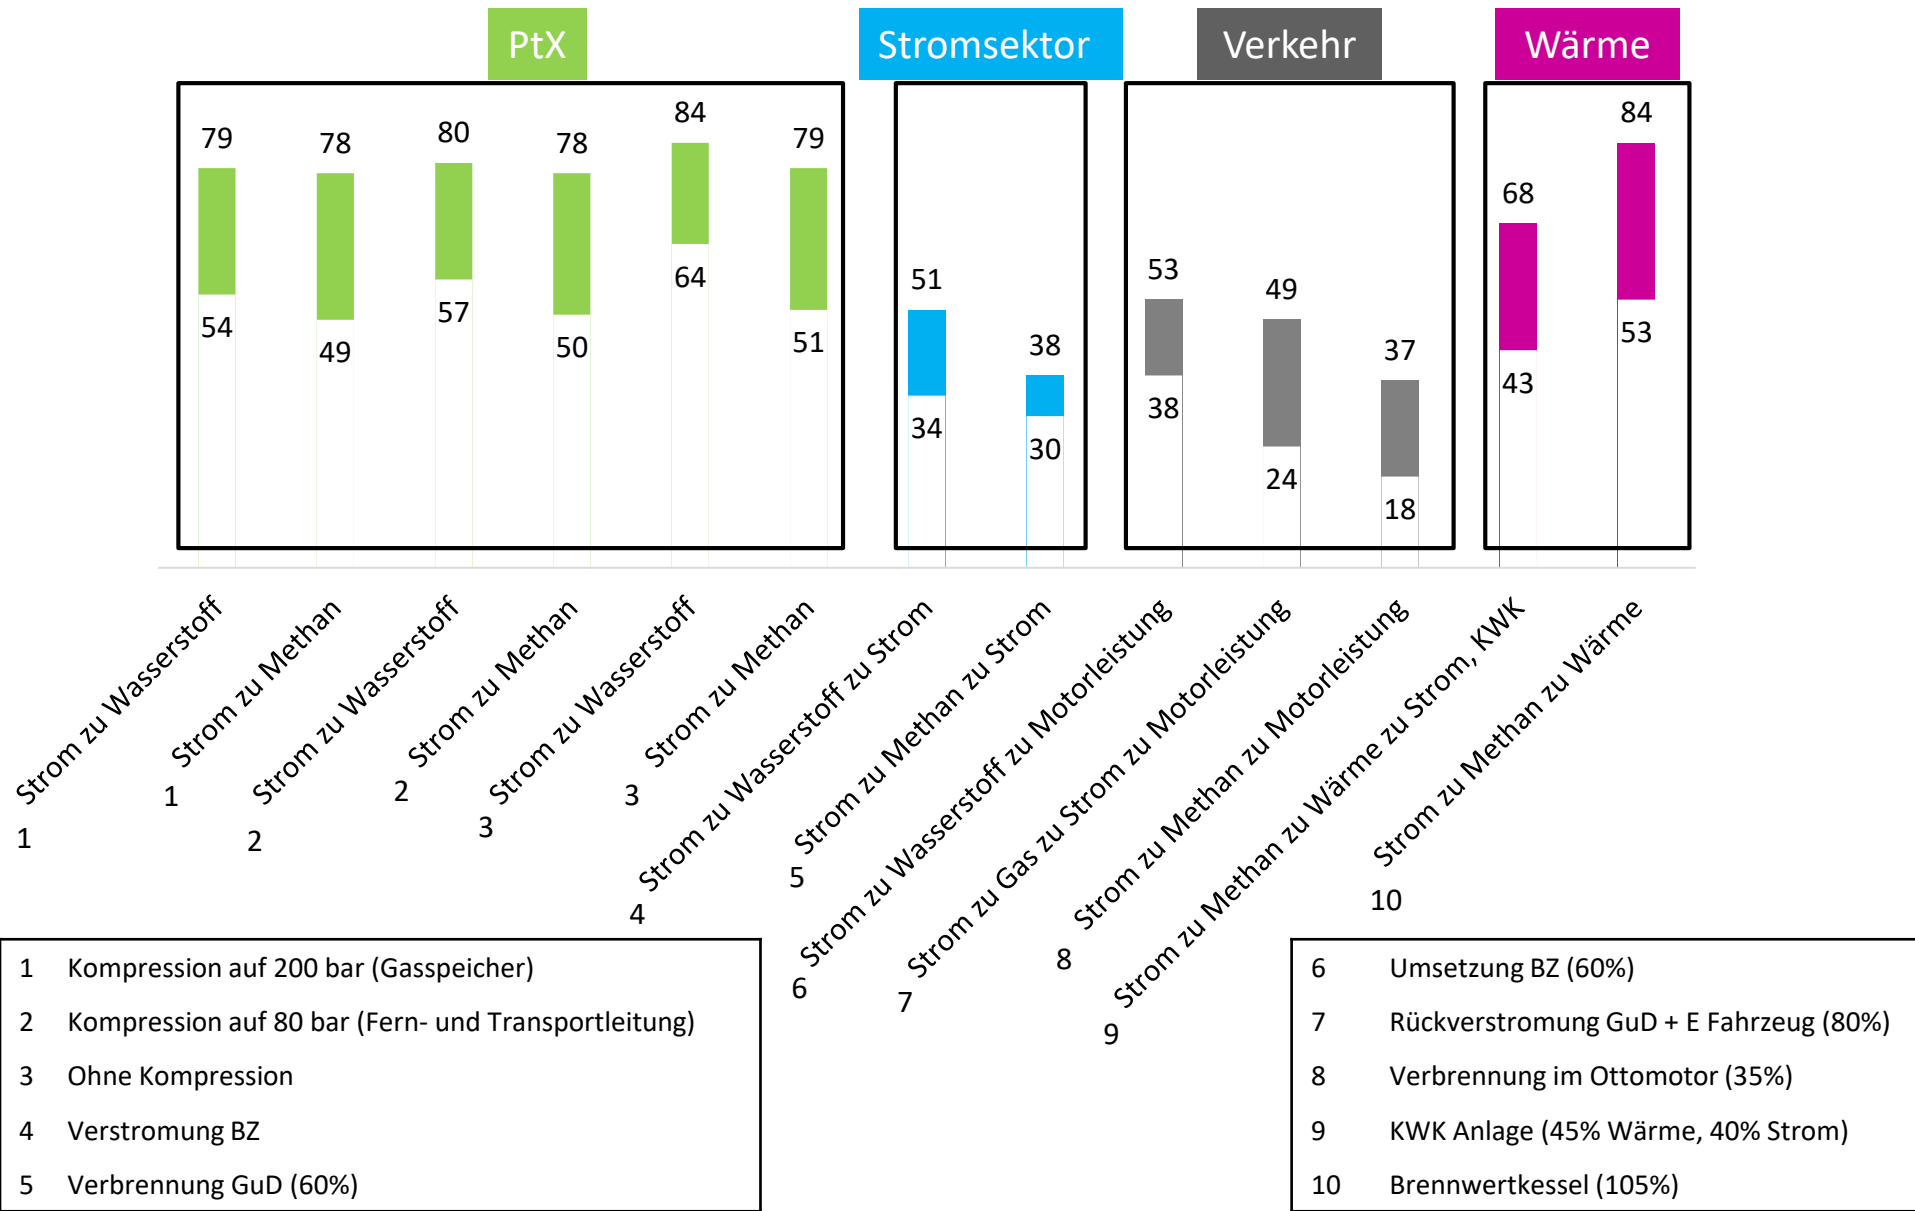 PtX
Stromsektor
Verkehr
Wärme
79
78
80
78
84
79
54
49
57
50
64
51
51
38
34
30
53
49
37
38
24
18
68
84
43
53
Strom zu Wasserstoff
1
Strom zu Methan
1
Strom zu Wasserstoff
2
Strom zu Methan
2
Strom zu Wasserstoff
3
Strom zu Methan
3
Strom zu Wasserstoff zu Strom
4
Strom zu Methan zu Strom
5
Strom zu Wasserstoff zu Motorleistung
6
Strom zu Gas zu Strom zu Motorleistung
7
Strom zu Methan zu Motorleistung
8
Strom zu Methan zu Wärme zu Strom, KWK
9
Strom zu Methan zu Wärme
10
1 Kompression auf 200 bar (Gasspeicher)
2 Kompression auf 80 bar (Fern- und Transportleitung)
3 Ohne Kompression
4 Verstromung BZ
5 Verbrennung GuD (60%)
6 Umsetzung BZ (60%)
7 Rückverstromung GuD + E Fahrzeug (80%)
8 Verbrennung im Ottomotor (35%)
9 KWK Anlage (45% Wärme, 40% Strom)
10 Brennwertkessel (105%)